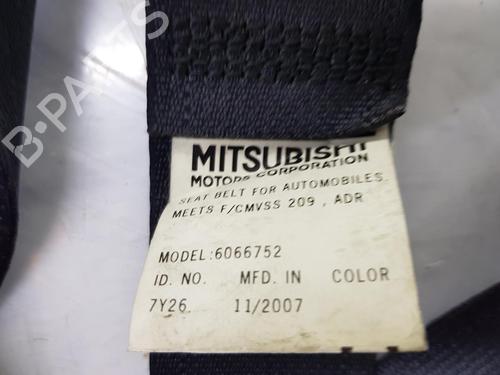 B-PARTS
MITSUBISHI
MOTORS CORPORATION
SEAT BELT FOR AUTOMOBILES.
MEETS F/CMVSS 209 , ADR
MODEL:6066752
ID. NO. MFD. IN COLOR
7Y26. 11/2007